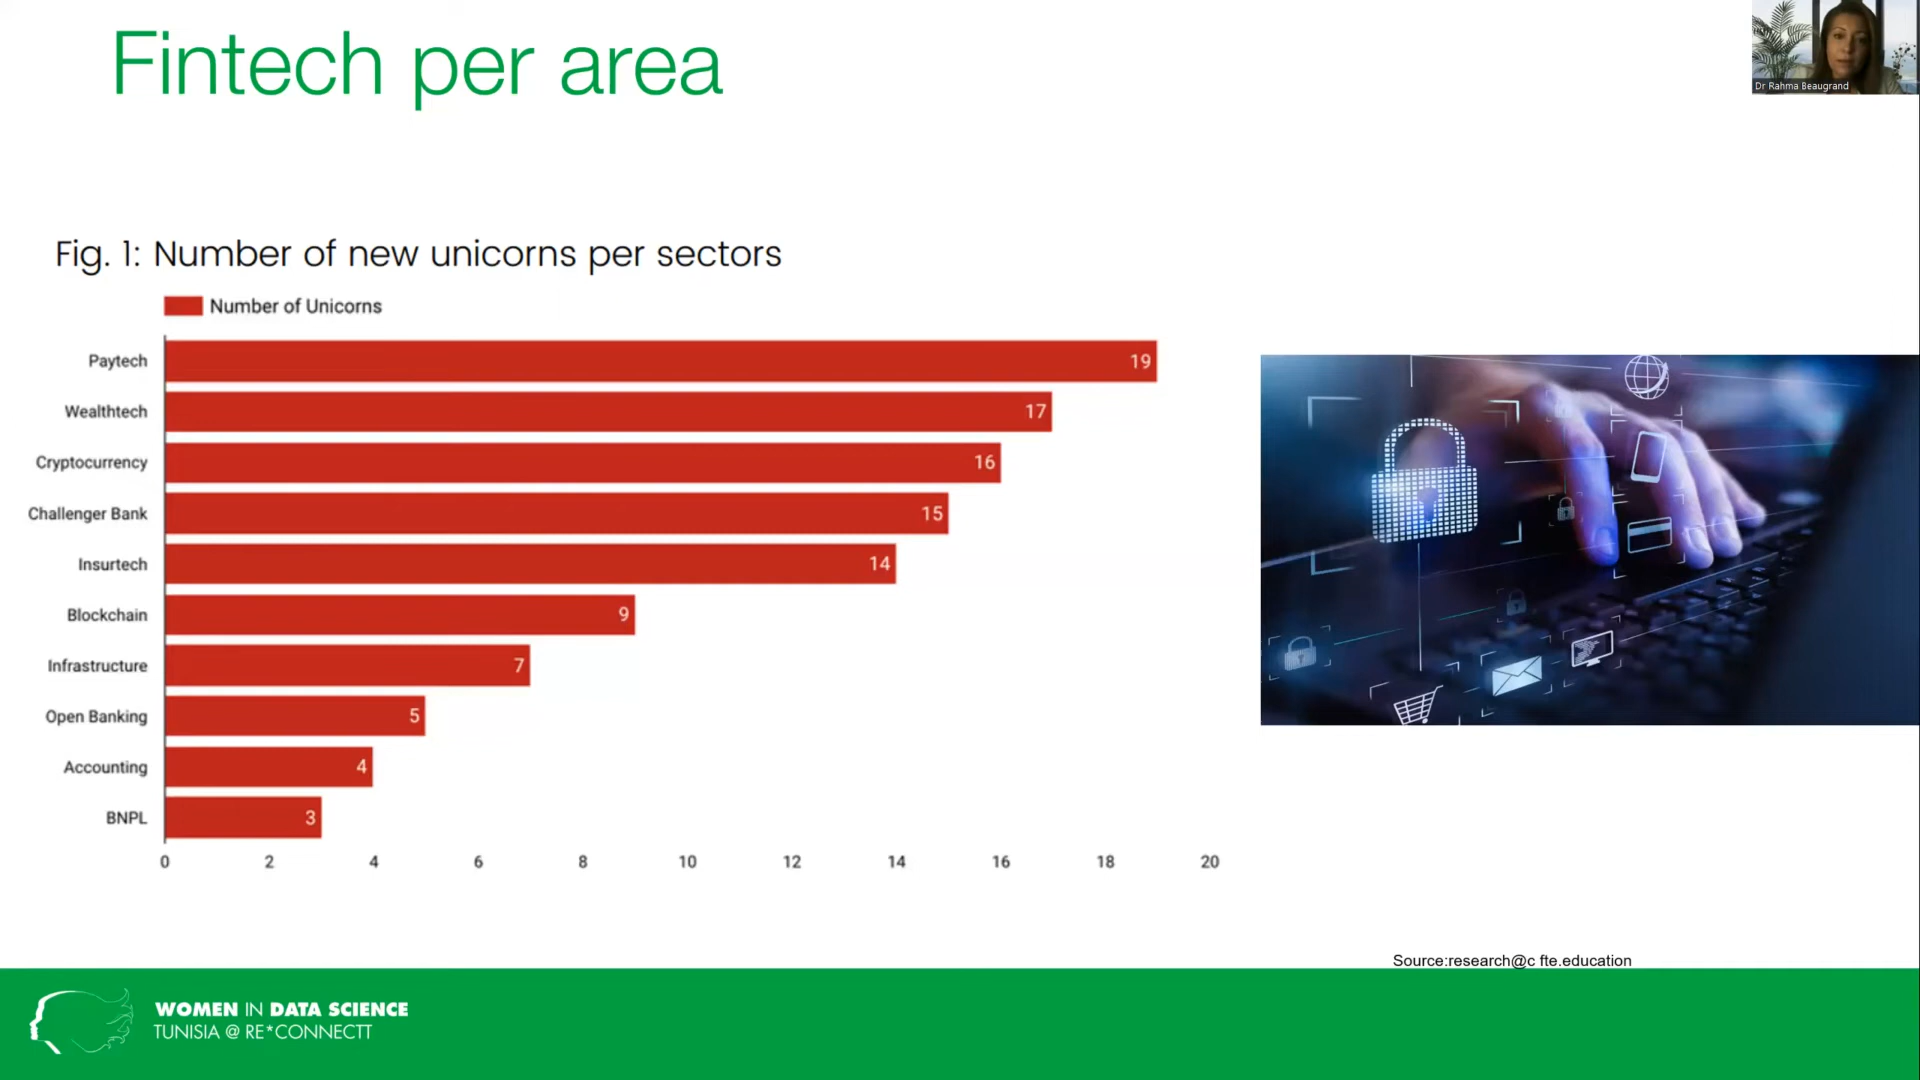 Fintech per area
Dr Rahma Beaugrand
Fig. 1: Number of new unicorns per sectors
Number of Unicorns
Paytech 19
Wealthtech 17
Cryptocurrency 16
Challenger Bank 15
Insurtech 14
Blockchain 9
Infrastructure 7
Open Banking 5
Accounting 4
BNPL 3
0 2 4 6 8 10 12 14 16 18 20
Source:research@c fte.education
WOMEN IN DATA SCIENCE
TUNISIA @ RE*CONNECTT